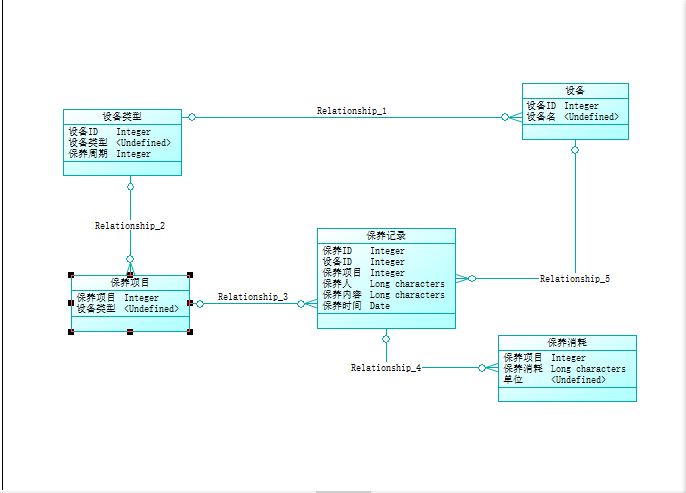 Relationship_1
设备
设备ID Integer
设备名 <Undefined>
设备类型
设备ID Integer
设备类型 <Undefined>
保养周期 Integer
Relationship_2
保养项目
保养项目 Integer
设备类型 <Undefined>
Relationship_3
保养记录
保养ID Integer
设备ID Integer
保养项目 Integer
保养人 Long characters
保养内容 Long characters
保养时间 Date
Relationship_5
Relationship_4
保养消耗
保养项目 Integer
保养消耗 Long characters
单位 <Undefined>